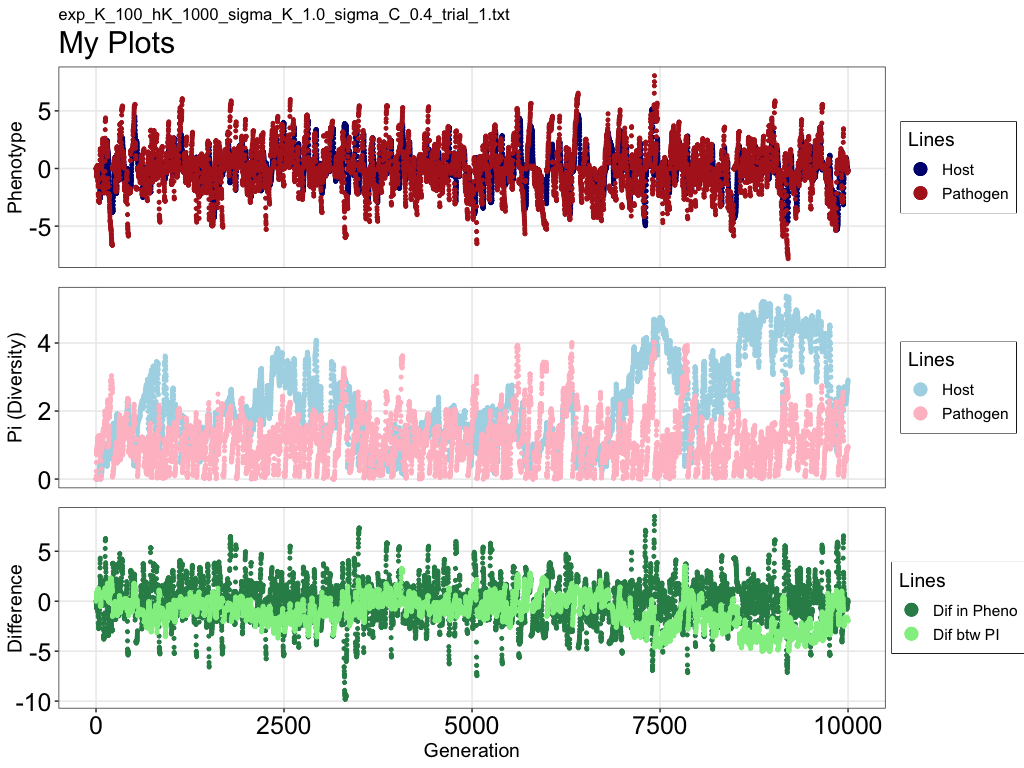 exp_K_100_hK_1000_sigma_K_1.0_sigma_C_0.4_trial_1.txt
My Plots
Phenotype
5
0
-5
Lines
Host
Pathogen
Pi (Diversity)
4
2
0
Lines
Host
Pathogen
Difference
5
0
-5
-10
Lines
Dif in Pheno
Dif btw PI
0
2500
5000
7500
10000
Generation